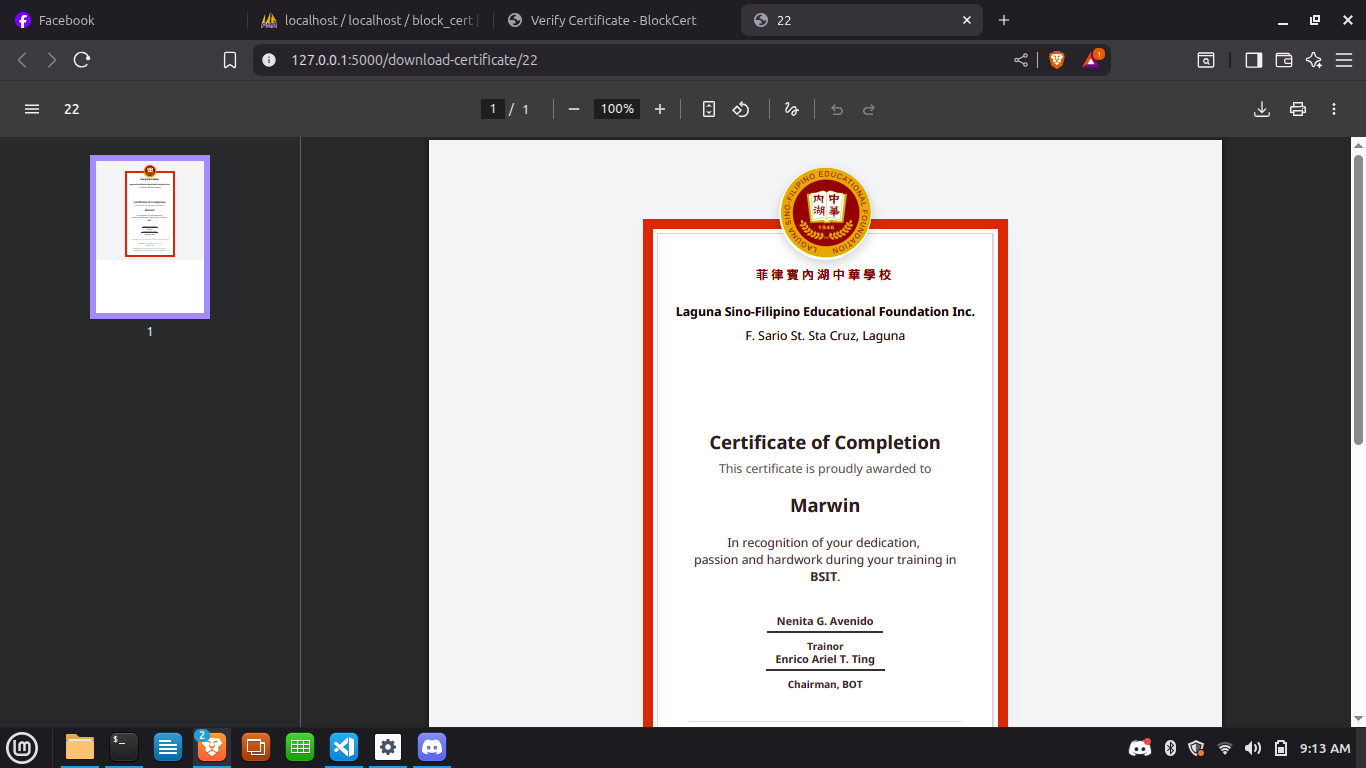 Facebook
localhost / localhost / block_cert
Verify Certificate - BlockCert
22
127.0.0.1:5000/download-certificate/22
1
22
1 / 1
100%
1
LAGUNA SINO-FILIPINO EDUCATIONAL FOUNDATION
內中
湖華
1946
菲律賓內湖中華學校
Laguna Sino-Filipino Educational Foundation Inc.
F. Sario St. Sta Cruz, Laguna
Certificate of Completion
This certificate is proudly awarded to
Marwin
In recognition of your dedication,
passion and hardwork during your training in
BSIT.
Nenita G. Avenido
Trainor
Enrico Ariel T. Ting
Chairman, BOT
2
9:13 AM